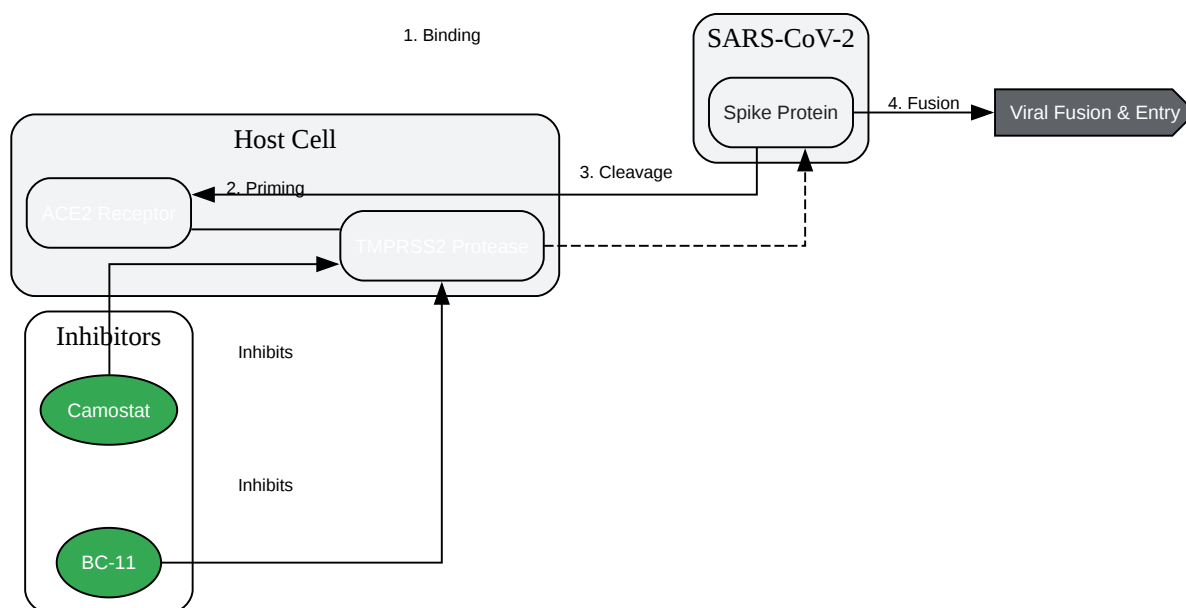 1. Binding
SARS-CoV-2
Spike Protein
4. Fusion
Viral Fusion & Entry
Host Cell
3. Cleavage
2. Priming
ACE2 Receptor
TMPRSS2 Protease
Inhibitors
Inhibits
Camostat
Inhibits
BC-11